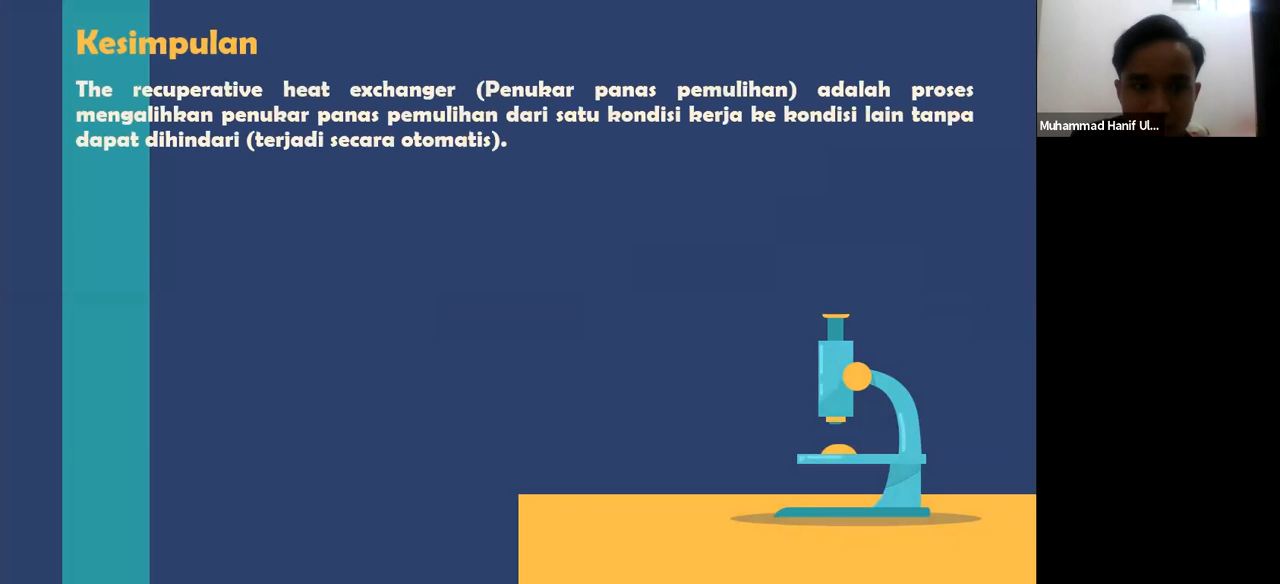 Kesimpulan
The recuperative heat exchanger (Penukar panas pemulihan) adalah proses
mengalihkan penukar panas pemulihan dari satu kondisi kerja ke kondisi lain tanpa
dapat dihindari (terjadi secara otomatis).
Muhammad Hanif Ul...